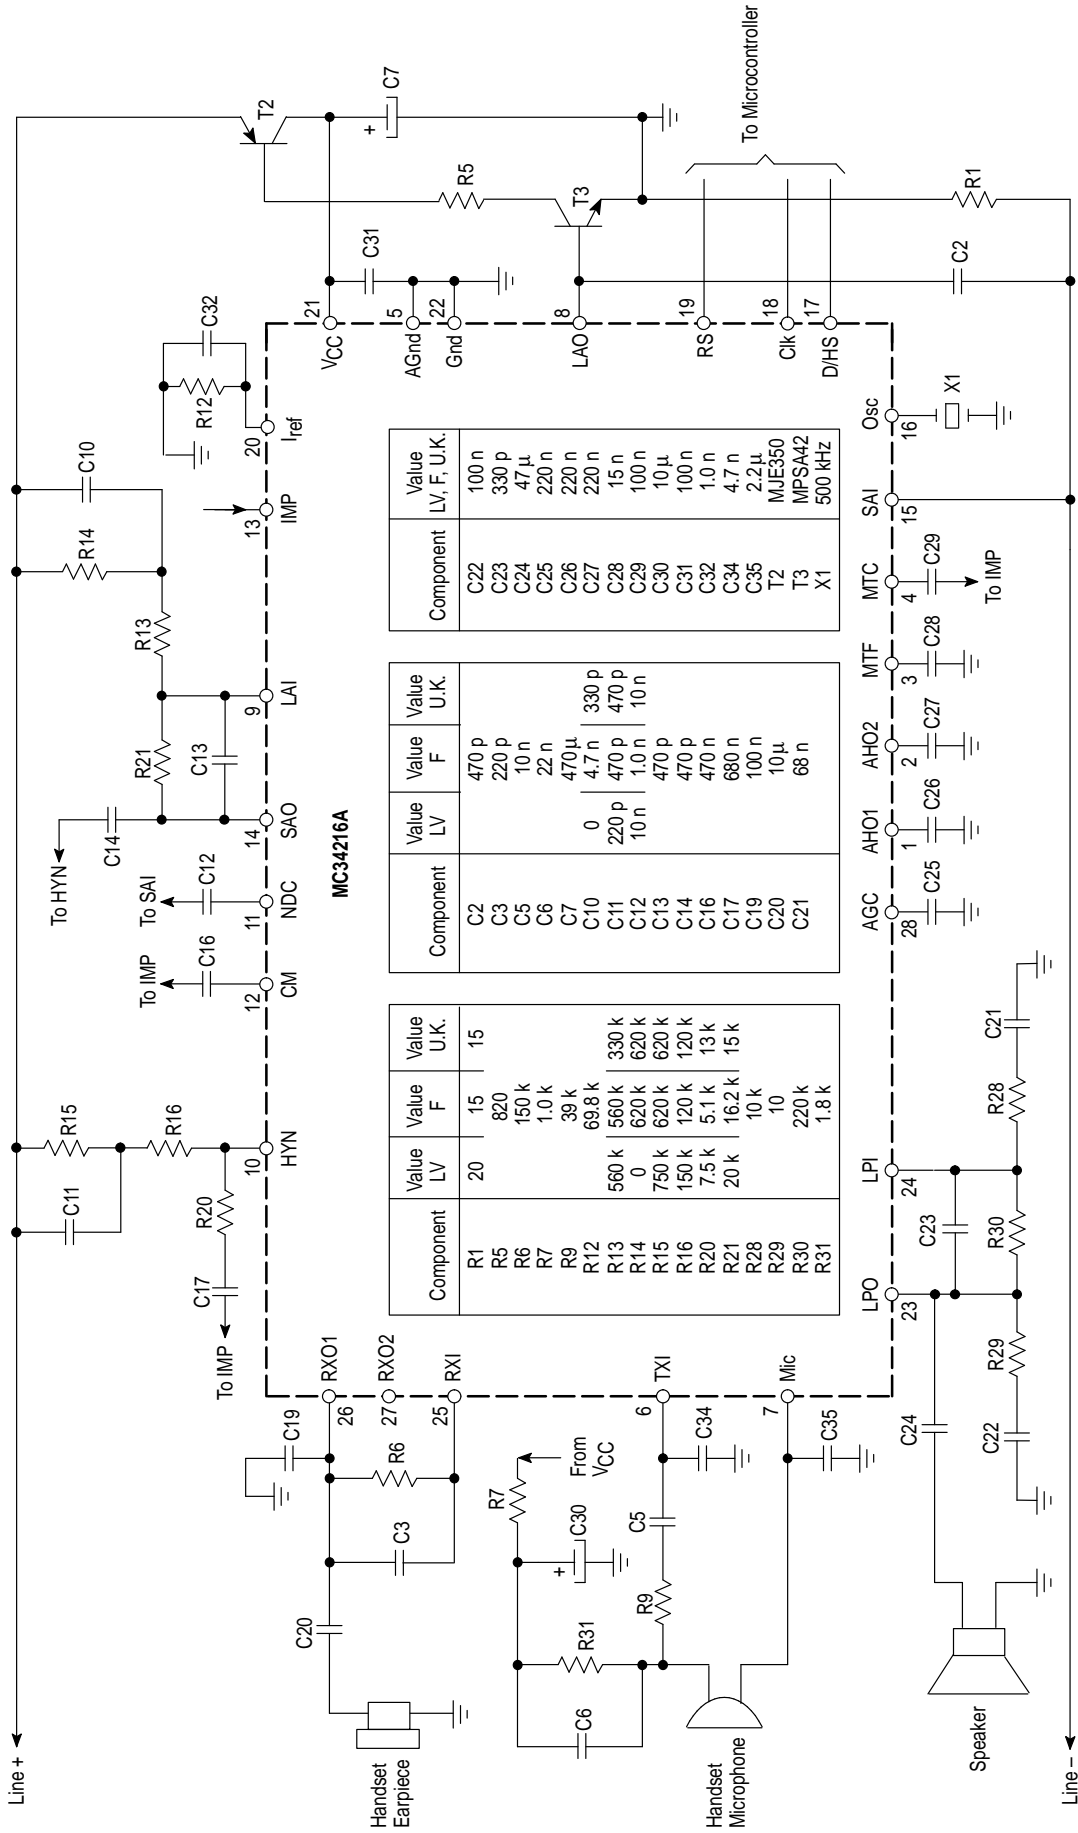 Line +
C11
R15
C10
R14
R16
To HYN
C14
To IMP
C16
To SAI
C12
R21
C13
R13
R12
C32
T2
C17
R20
To IMP
10
HYN
12
CM
11
NDC
14
SAO
9
LAI
13
IMP
20
Iref
MC34216A
Handset
Earpiece
C20
C19
C3
R6
26
RXO1
27
RXO2
25
RXI
VCC
21
AGnd
5
Gnd
22
C31
C7
+
R5
R7
From
VCC
C30
+
C6
R31
R9
C5
C34
6
TXI
Handset
Microphone
7
Mic
C35
LAO
8
T3
RS
19
Clk
18
D/HS
17
To Microcontroller
Component Value LV Value F Value U.K.
R1 20 15 15
R5 820
R6 150 k
R7 1.0 k
R9 39 k
R12 69.8 k
R13 560 k 560 k 330 k
R14 0 620 k 620 k
R15 750 k 620 k 620 k
R16 150 k 120 k 120 k
R20 7.5 k 5.1 k 13 k
R21 20 k 16.2 k 15 k
R28 10 k
R29 10
R30 220 k
R31 1.8 k
Component Value LV Value F Value U.K.
C2 470 p
C3 220 p
C5 10 n
C6 22 n
C7 470 µ
C10 0 4.7 n 330 p
C11 220 p 470 p 470 p
C12 10 n 1.0 n 10 n
C13 470 p
C14 470 p
C16 470 n
C17 680 n
C19 100 n
C20 10 µ
C21 68 n
Component Value LV, F, U.K.
C22 100 n
C23 330 p
C24 47 µ
C25 220 n
C26 220 n
C27 220 n
C28 15 n
C29 100 n
C30 10 µ
C31 100 n
C32 1.0 n
C34 4.7 n
C35 2.2 µ
T2 MJE350
T3 MPSA42
X1 500 kHz
LPO
23
LPI
24
AGC
28
AHO1
1
AHO2
2
MTF
3
MTC
4
SAI
15
Osc
16
C24
C23
C25
C26
C27
C28
C29
To IMP
X1
C2
R1
C22
R29
R30
R28
C21
Speaker
Line –